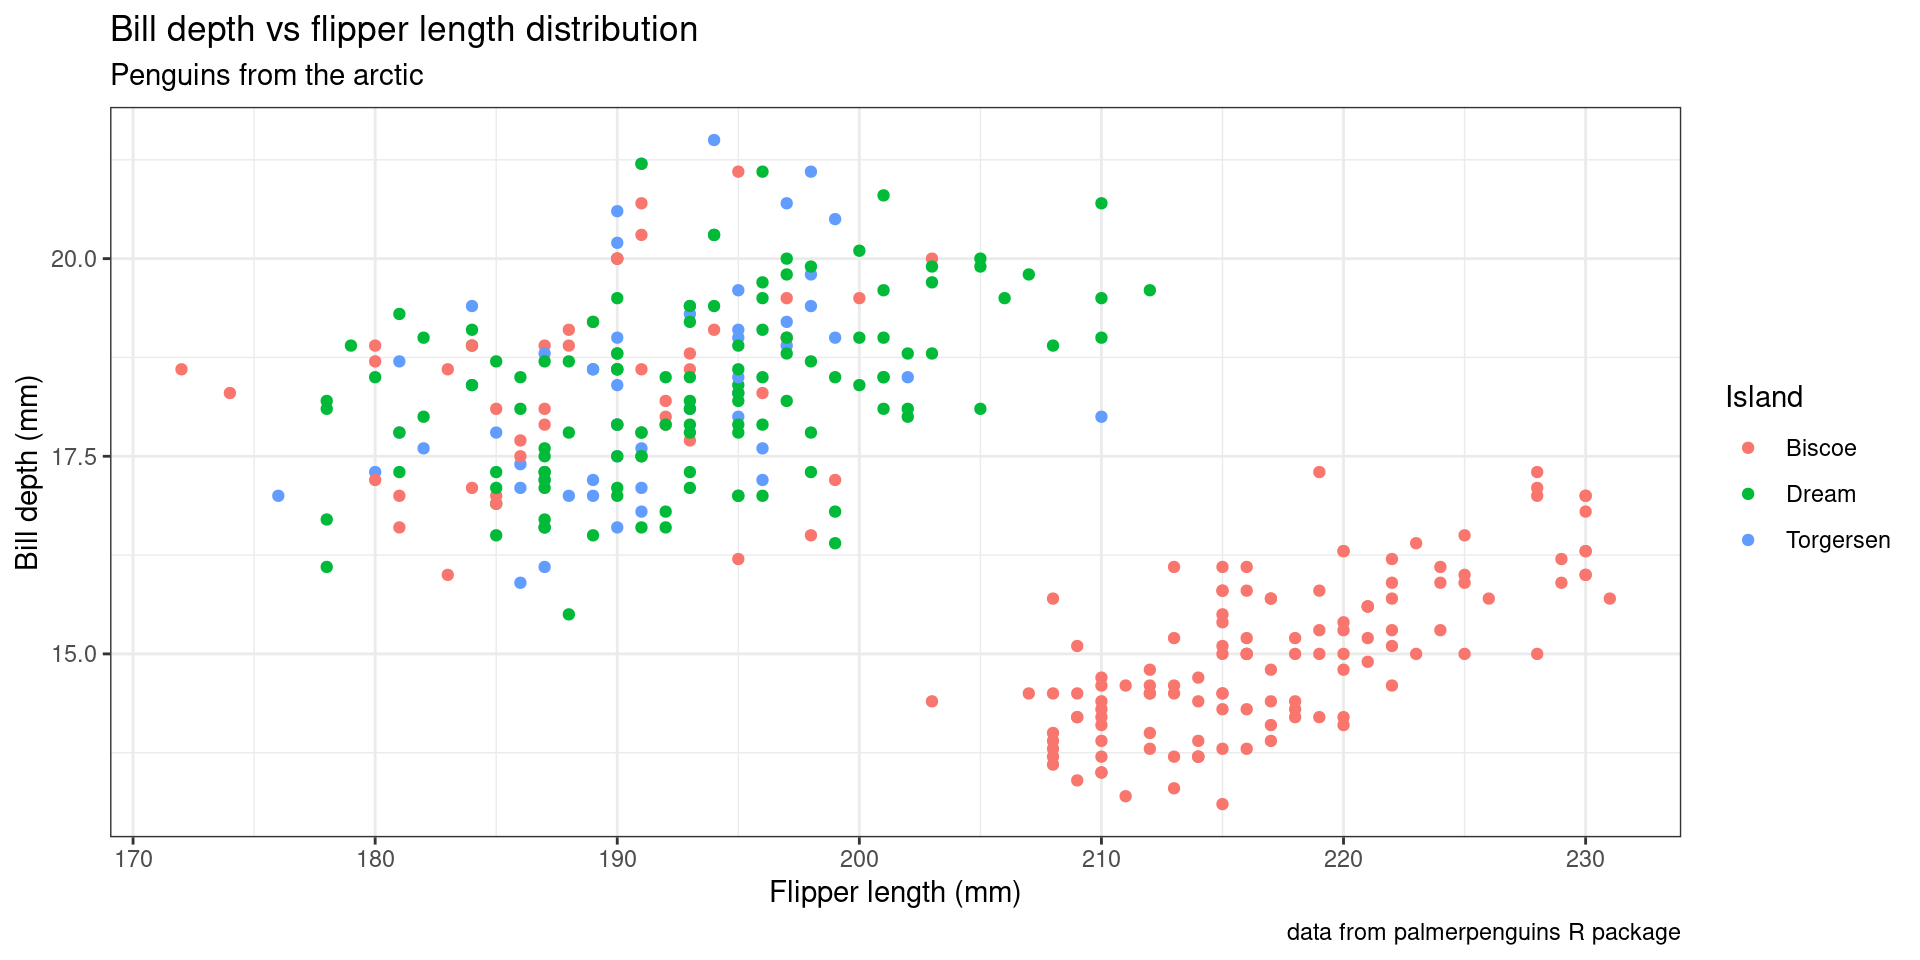 Bill depth vs flipper length distribution
Penguins from the arctic
Bill depth (mm)
20.0
17.5
15.0
170 180 190 200 210 220 230
Flipper length (mm)
Island
Biscoe
Dream
Torgersen
data from palmerpenguins R package